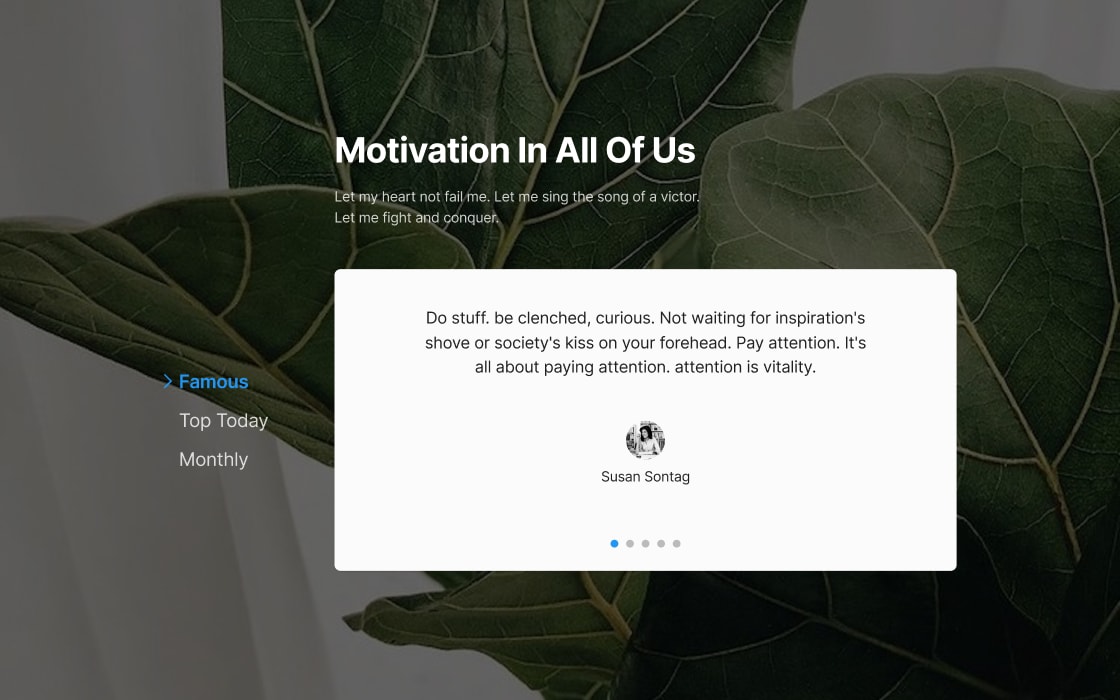 Motivation In All Of Us
Let my heart not fail me. Let me sing the song of a victor.
Let me fight and conquer.
Famous
Top Today
Monthly
Do stuff. be clenched, curious. Not waiting for inspiration's
shove or society's kiss on your forehead. Pay attention. It's
all about paying attention. attention is vitality.
Susan Sontag